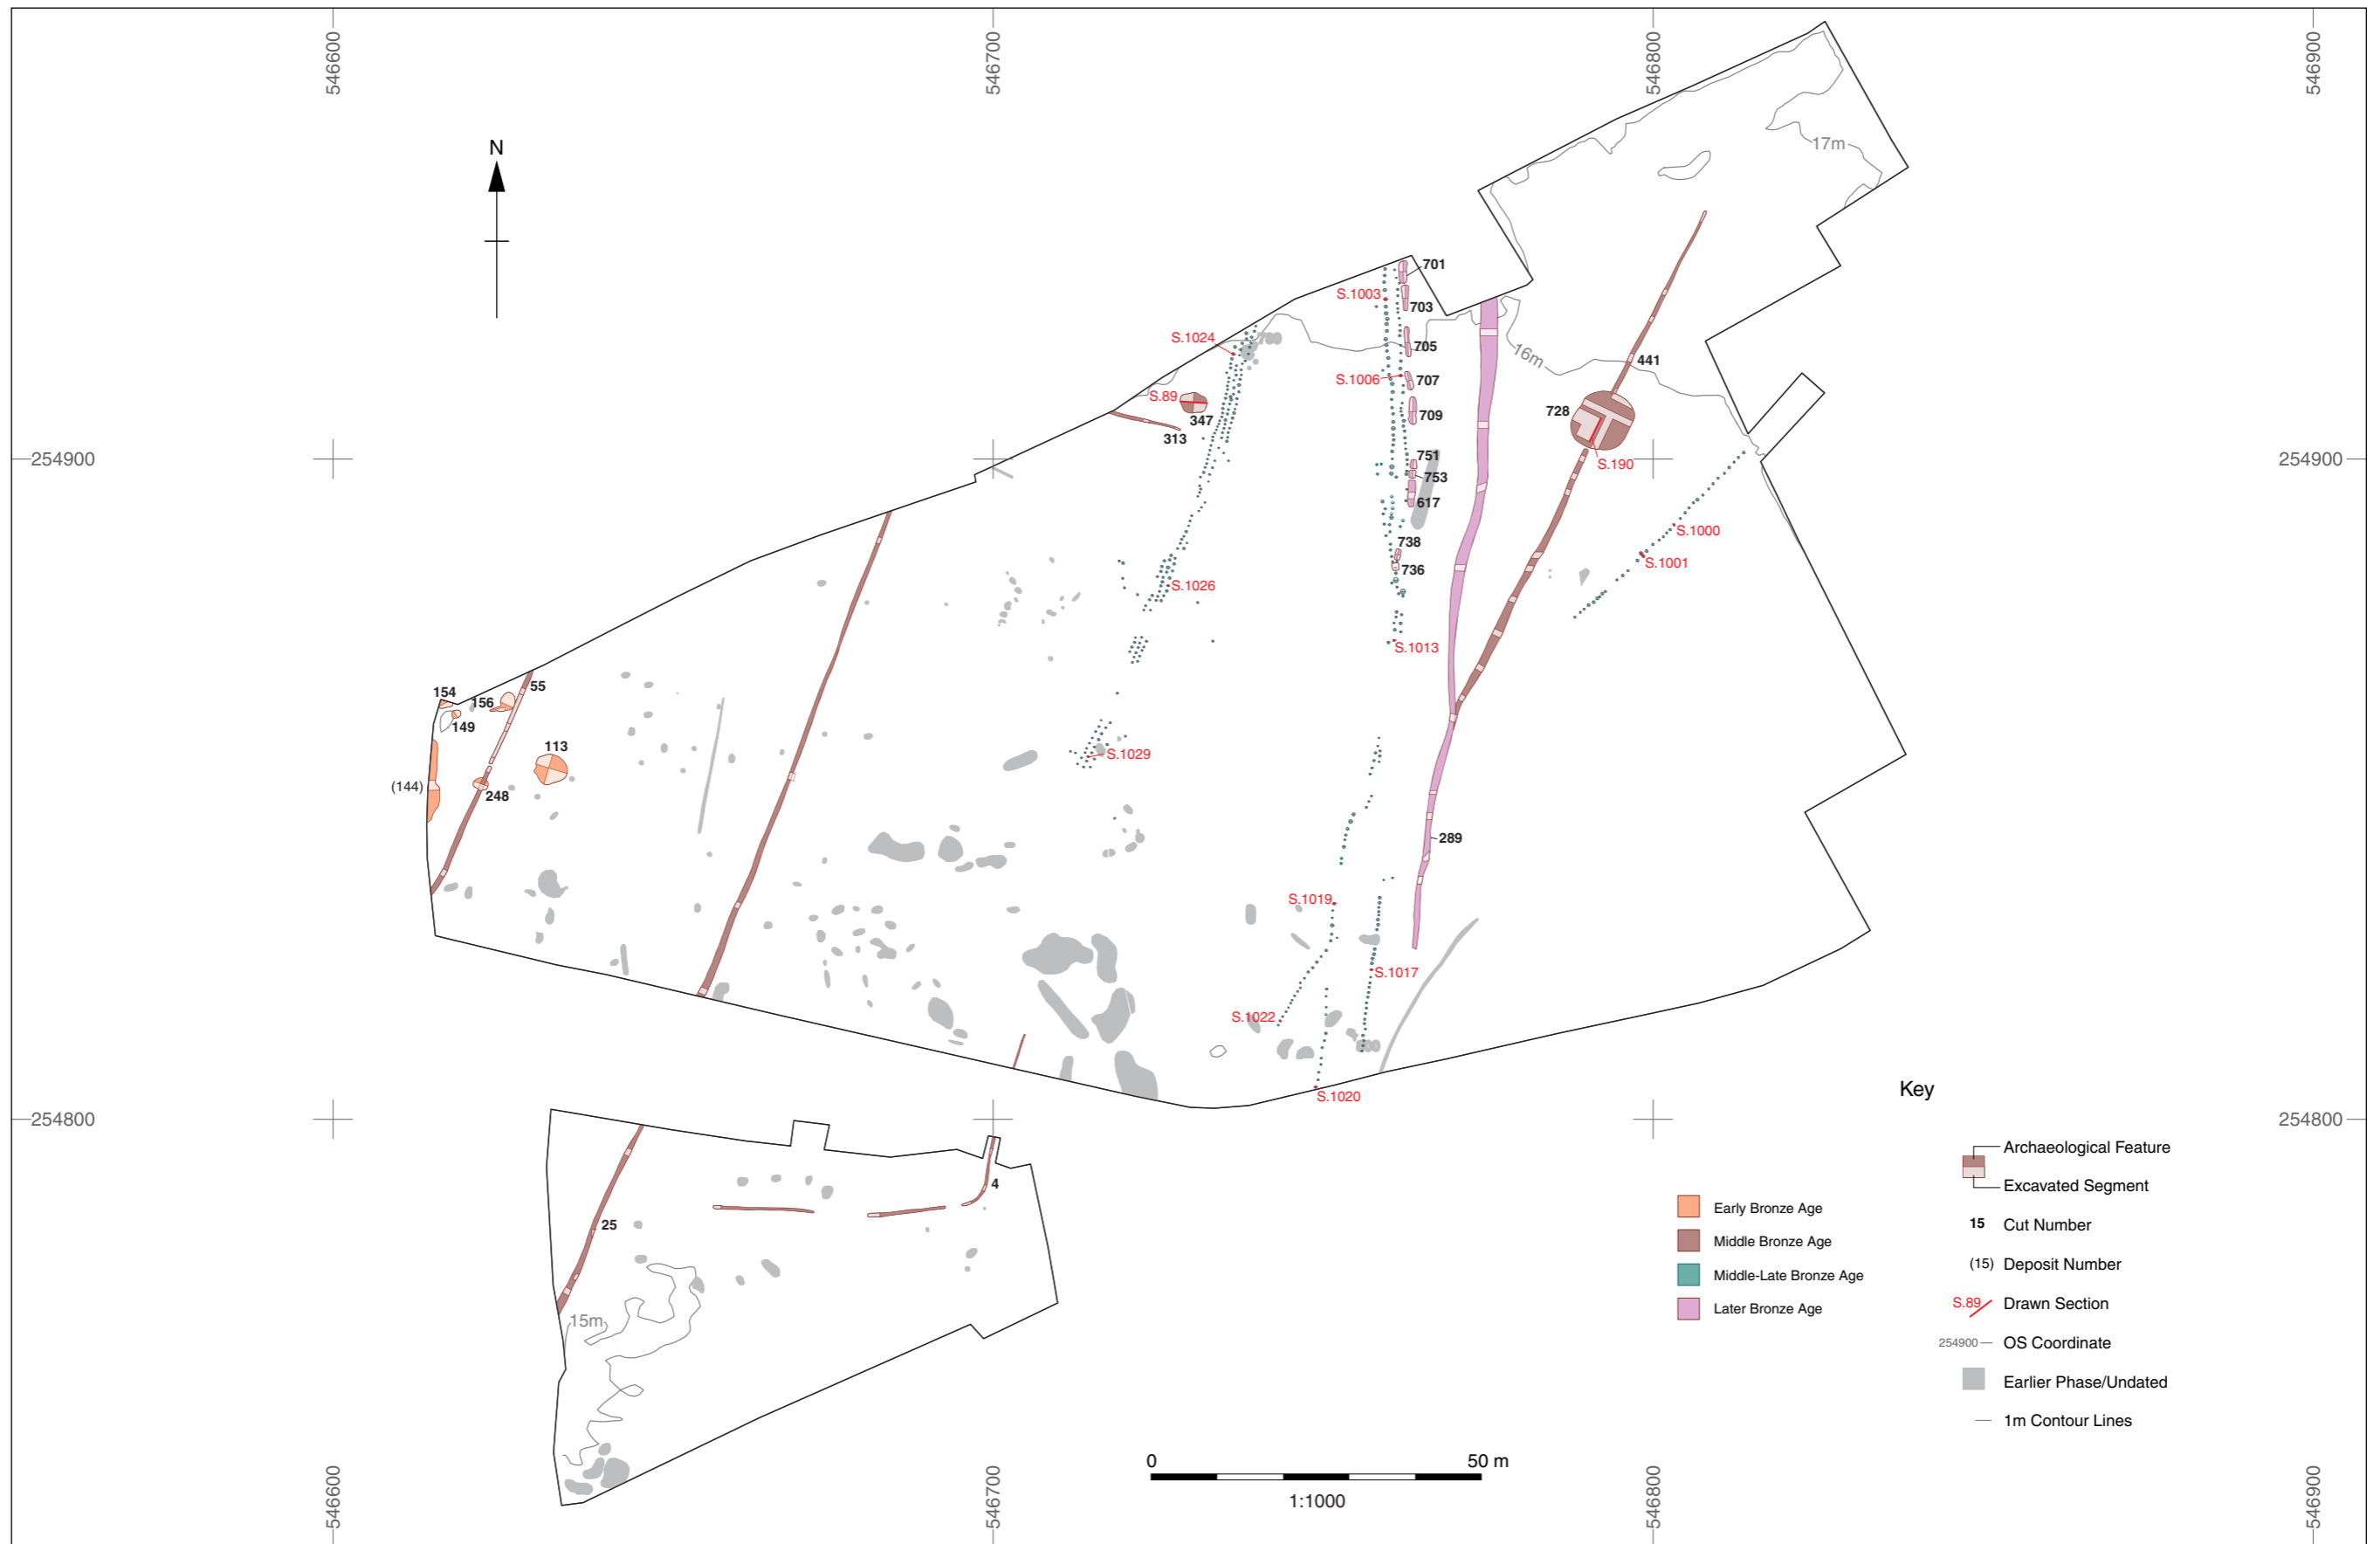 546600
546700
546800
546900
N
17m
701
S.1003
703
S.1024
705
16m
441
S.1006
707
S.89
347
709
728
313
254900
751
S.190
254900
753
617
S.1000
738
S.1001
736
S.1026
S.1013
55
154
156
149
113
S.1029
(144)
248
289
S.1019
S.1017
S.1022
S.1020
254800
254800
4
25
15m
Key
Archaeological Feature
Excavated Segment
15 Cut Number
(15) Deposit Number
S.89 Drawn Section
254900 OS Coordinate
Earlier Phase/Undated
1m Contour Lines
Early Bronze Age
Middle Bronze Age
Middle-Late Bronze Age
Later Bronze Age
0 50 m
1:1000
546600
546700
546800
546900